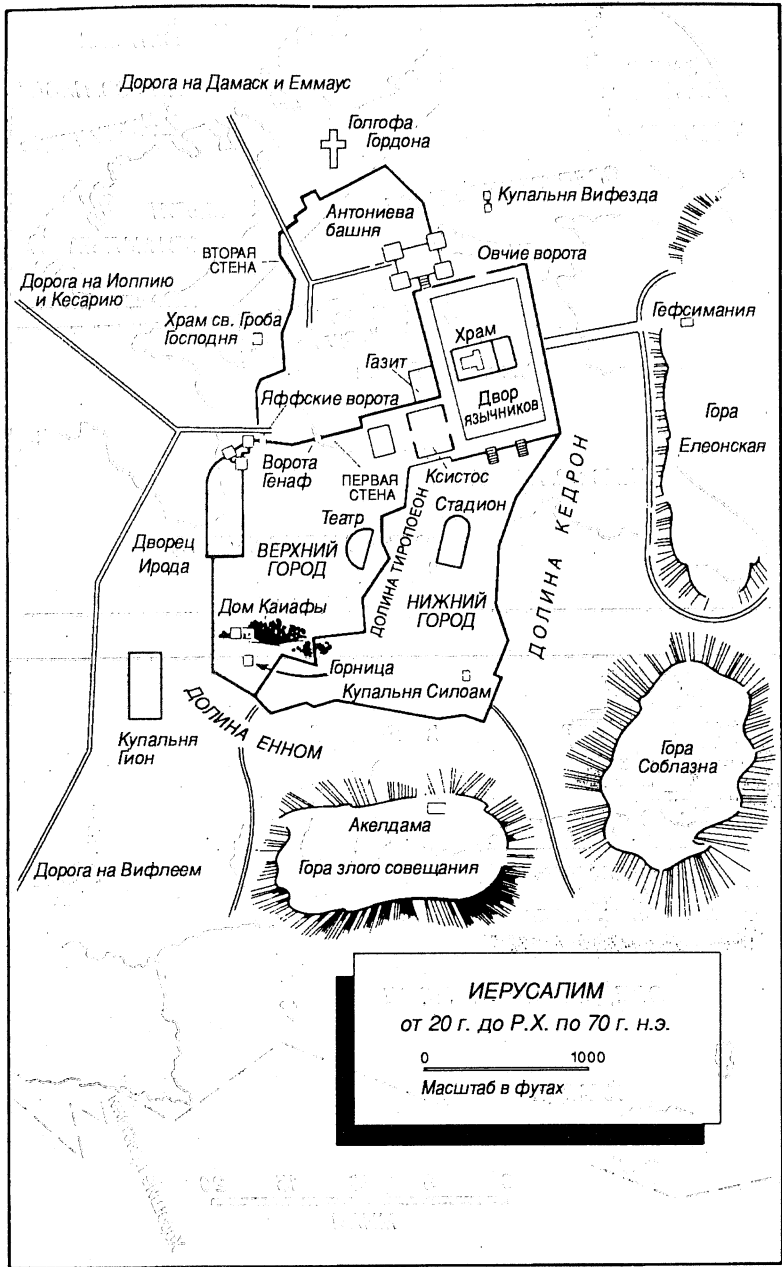 Дорога на Дамаск и Еммаус
Голгофа
Гордона
Купальня Вифезда
Антониева
башня
ВТОРАЯ
СТЕНА
Овчие ворота
Дорога на Иоппию
и Кесарию
Храм св. Гроба
Господня
Гефсимания
Храм
Газит
Двор
язычников
Яффские ворота
Гора
Елеонская
Ворота
Генаф
ПЕРВАЯ
СТЕНА
Ксистос
Стадион
Театр
ДОЛИНА ТИРОПОЕОН
ДОЛИНА КЕДРОН
Дворец
Ирода
ВЕРХНИЙ
ГОРОД
НИЖНИЙ
ГОРОД
Дом Каиафы
Горница
Купальня Силоам
ДОЛИНА ЕННОМ
Купальня
Гион
Гора
Соблазна
Акелдама
Гора злого совещания
Дорога на Вифлеем
ИЕРУСАЛИМ
от 20 г. до Р.Х. по 70 г. н.э.
0 1000
Масштаб в футах